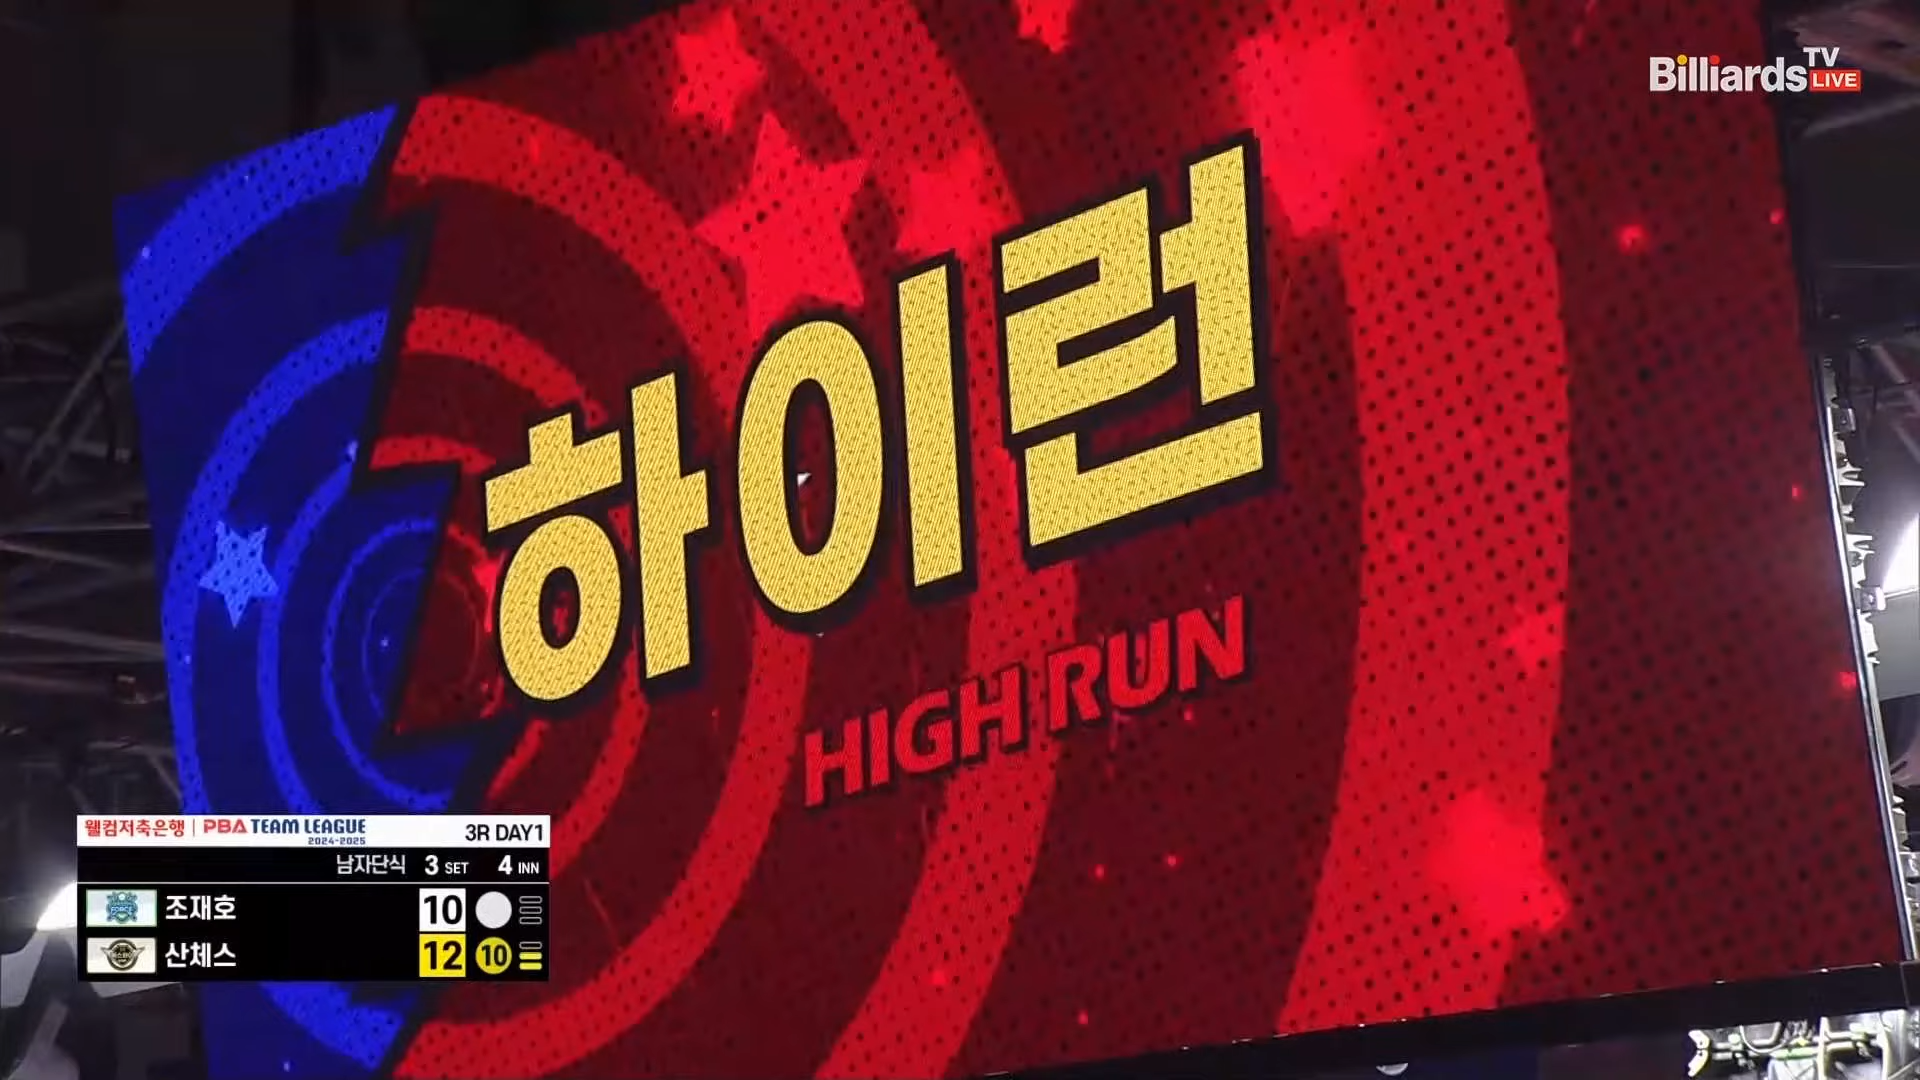 Billiards TV
LIVE
하이런
HIGH RUN
웰컴저축은행 | PBA TEAM LEAGUE
2024-2025
3R DAY1
남자단식 3 SET 4 INN
조재호 10
산체스 12 10